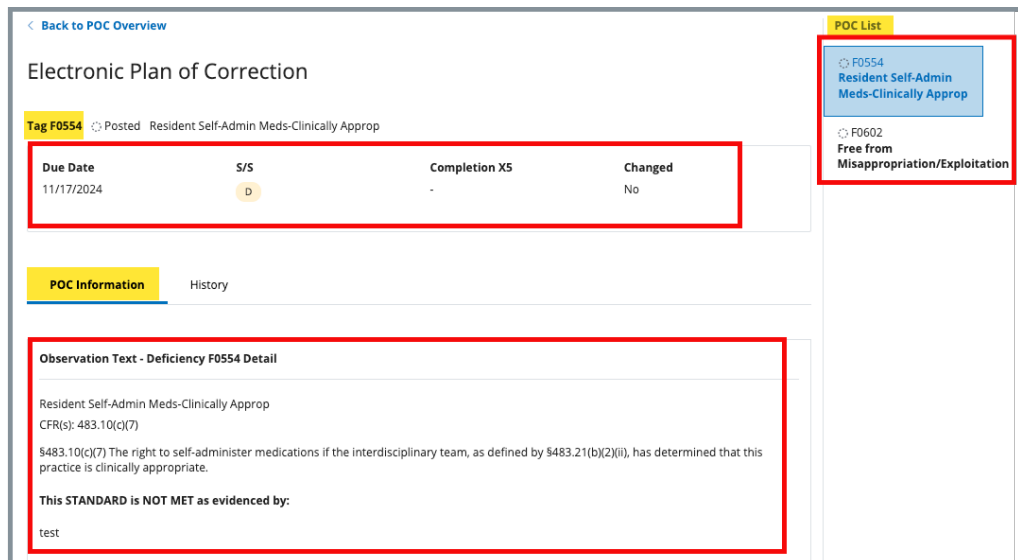 Back to POC Overview
Electronic Plan of Correction
Tag F0554 Posted Resident Self-Admin Meds-Clinically Approp
Due Date S/S Completion X5 Changed
11/17/2024 D - No
POC Information History
Observation Text - Deficiency F0554 Detail
Resident Self-Admin Meds-Clinically Approp
CFR(s): 483.10(c)(7)
§483.10(c)(7) The right to self-administer medications if the interdisciplinary team, as defined by §483.21(b)(2)(ii), has determined that this
practice is clinically appropriate.
This STANDARD is NOT MET as evidenced by:
test
POC List
F0554
Resident Self-Admin
Meds-Clinically Approp
F0602
Free from
Misappropriation/Exploitation